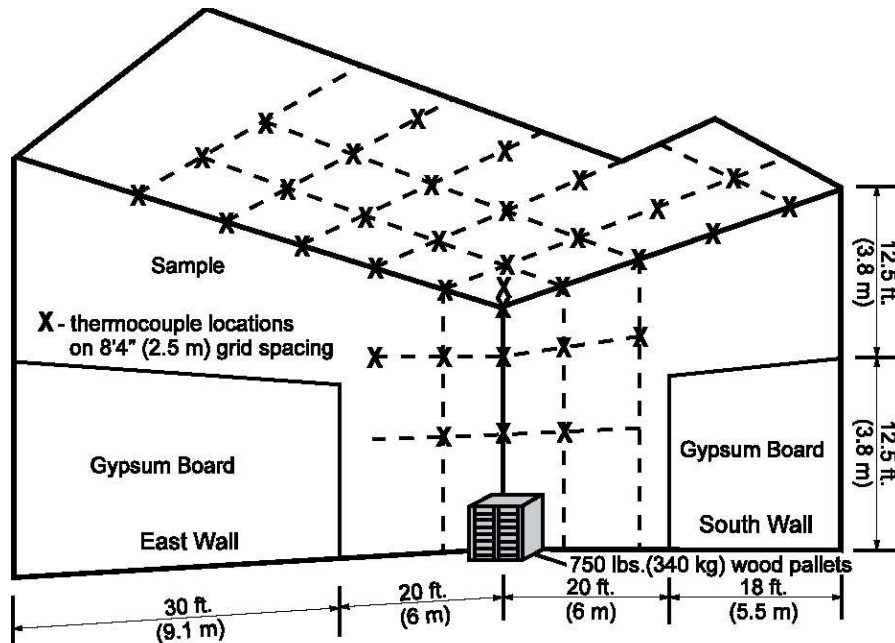 Sample
X - thermocouple locations
on 8'4" (2.5 m) grid spacing
12.5 ft.
(3.8 m)
Gypsum Board
East Wall
Gypsum Board
South Wall
12.5 ft.
(3.8 m)
750 lbs.(340 kg) wood pallets
30 ft.
(9.1 m)
20 ft.
(6 m)
20 ft.
(6 m)
18 ft.
(5.5 m)